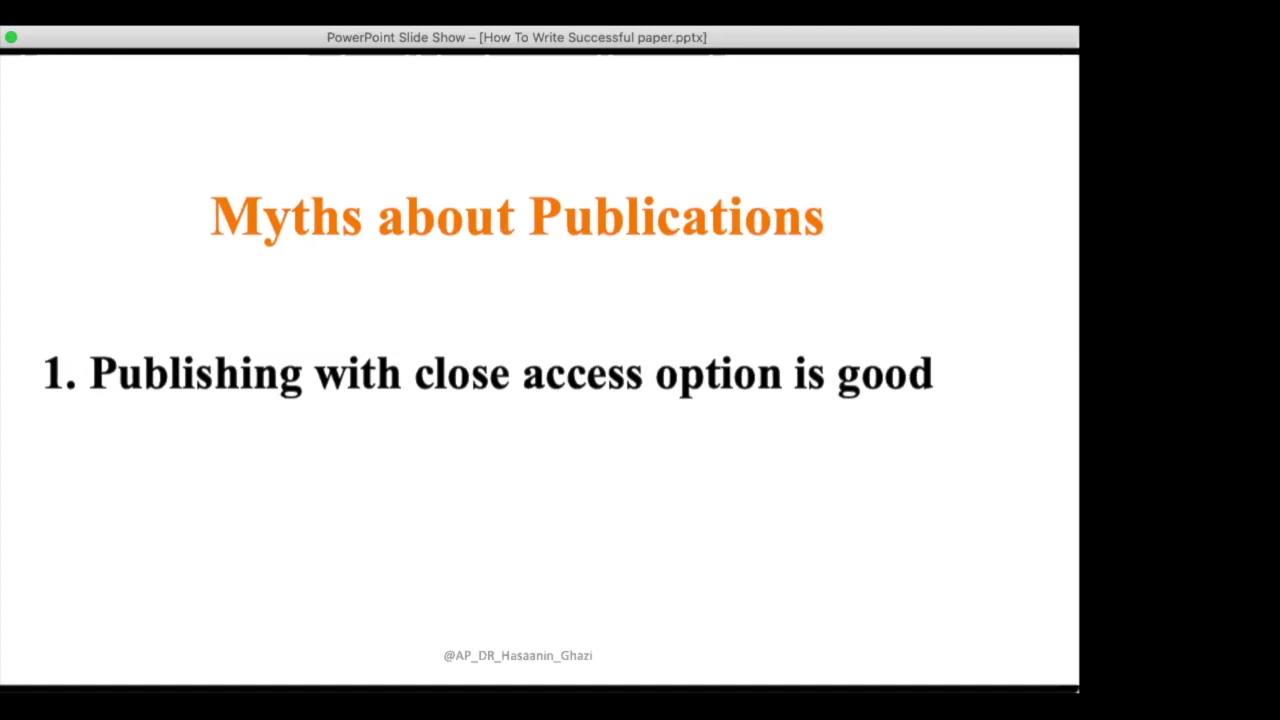 PowerPoint Slide Show – [How To Write Successful paper.pptx]
Myths about Publications
1. Publishing with close access option is good
@AP_DR_Hasaanin_Ghazi